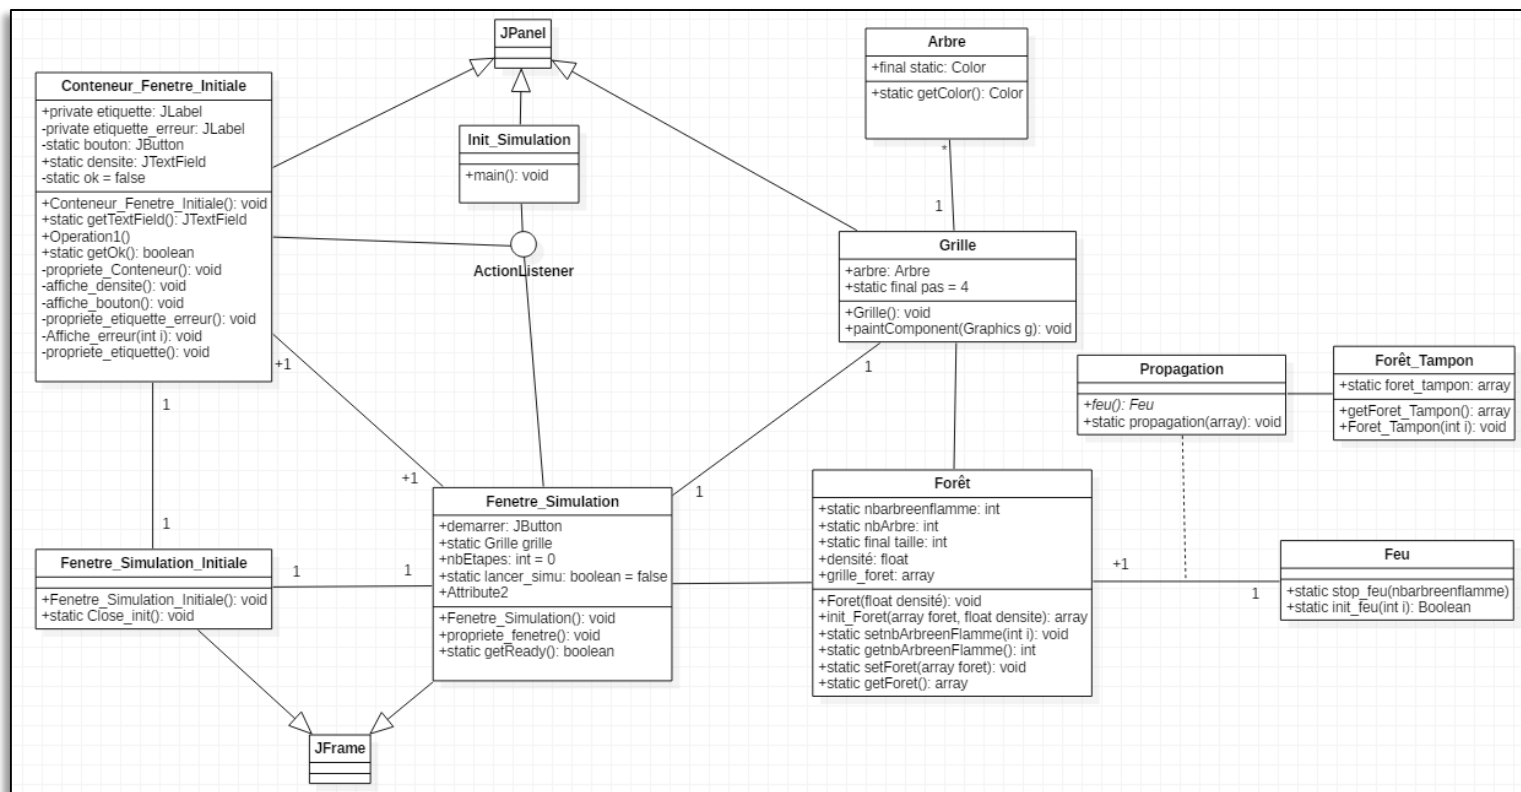 JPanel
Arbre
+final static: Color
+static getColor(): Color
Conteneur_Fenetre_Initiale
+private etiquette: JLabel
-private etiquette_erreur: JLabel
-static bouton: JButton
+static densite: JTextField
-static ok = false
+Conteneur_Fenetre_Initiale(): void
+static getTextField(): JTextField
+Operation1()
+static getOk(): boolean
-propriete_Conteneur(): void
-affiche_densite(): void
-affiche_bouton(): void
-propriete_etiquette_erreur(): void
-Affiche_erreur(int i): void
-propriete_etiquette(): void
Init_Simulation
+main(): void
ActionListener
*
1
Grille
+arbre: Arbre
+static final pas = 4
+Grille(): void
+paintComponent(Graphics g): void
Propagation
+feu(): Feu
+static propagation(array): void
Forêt_Tampon
+static foret_tampon: array
+getForet_Tampon(): array
+Foret_Tampon(int i): void
+1
1
1
+1
1
1
Fenetre_Simulation
+demarrer: JButton
+static Grille grille
+nbEtapes: int = 0
+static lancer_simu: boolean = false
+Attribute2
+Fenetre_Simulation(): void
+propriete_fenetre(): void
+static getReady(): boolean
Forêt
+static nbarbreenflamme: int
+static nbArbre: int
+static final taille: int
+densité: float
+grille_foret: array
+Foret(float densité): void
+init_Foret(array foret, float densite): array
+static setnbArbreenFlamme(int i): void
+static getnbArbreenFlamme(): int
+static setForet(array foret): void
+static getForet(): array
Fenetre_Simulation_Initiale
+Fenetre_Simulation_Initiale(): void
+static Close_init(): void
1
1
+1
1
Feu
+static stop_feu(nbarbreenflamme)
+static init_feu(int i): Boolean
JFrame